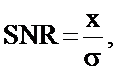 SNR = x/σ,